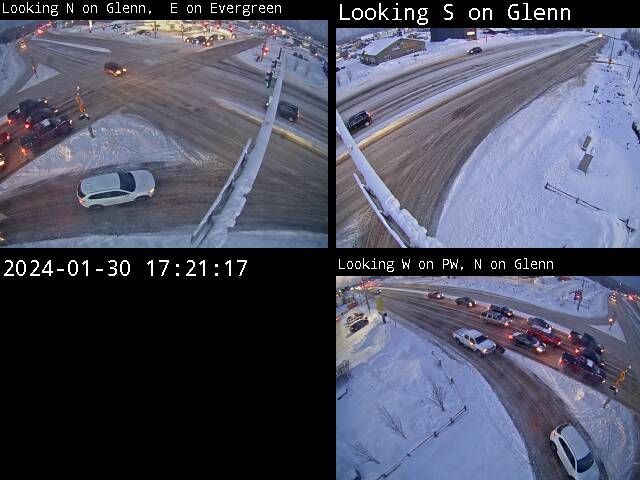 Looking N on Glenn, E on Evergreen
Looking S on Glenn
2024-01-30 17:21:17
Looking W on PW, N on Glenn